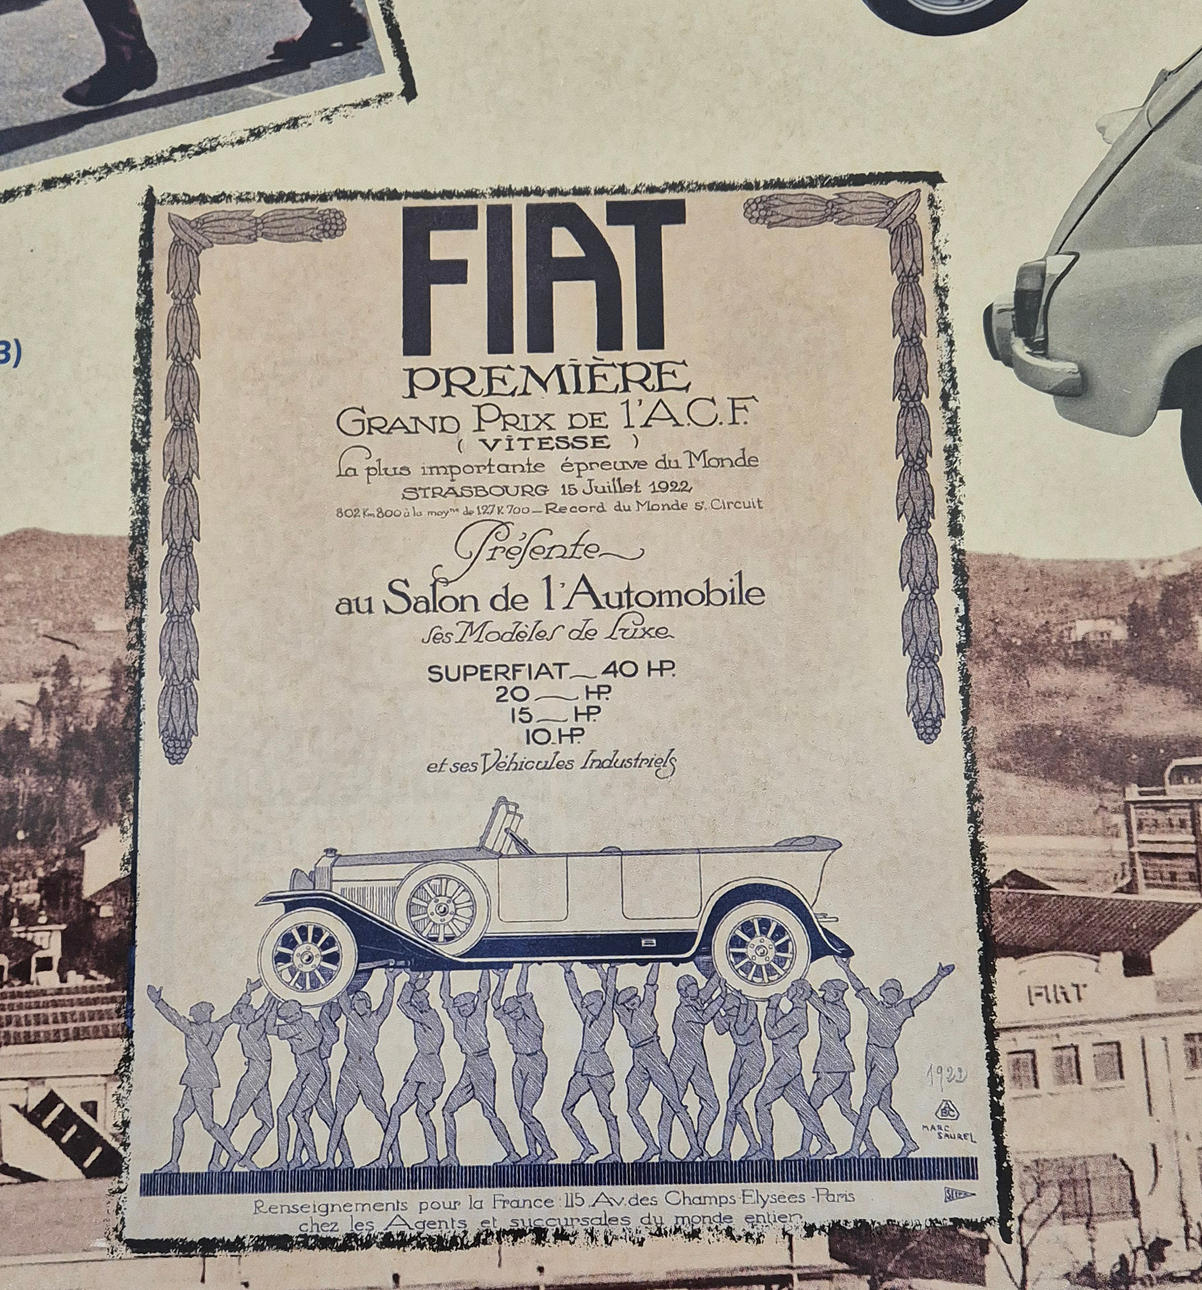 3)
FIAT
PREMIÈRE
GRAND PRIX DE l'A.C.F.
( VITESSE )
La plus importante épreuve du Monde
STRASBOURG 15 Juillet 1922
802 Km 800 à la moyne de 127 K. 700 — Record du Monde s. Circuit
Présente
au Salon de l'Automobile
ses Modèles de Luxe
SUPERFIAT — 40 HP.
20 — HP.
15 — HP.
10 HP.
et ses Véhicules Industriels
FIAT
1922
MARC
SAUREL
Renseignements pour la France : 115 Av. des Champs-Elysees - Paris
chez les Agents et succursales du monde entier